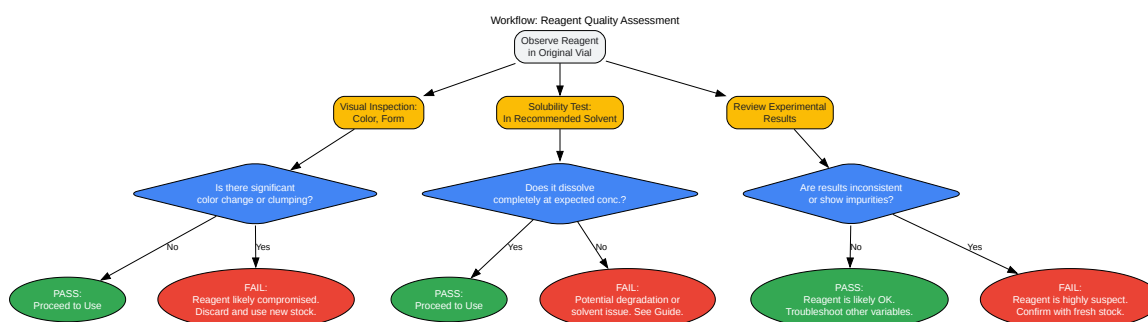 Workflow: Reagent Quality Assessment
Observe Reagent
in Original Vial
Visual Inspection:
Color, Form
Solubility Test:
In Recommended Solvent
Review Experimental
Results
Is there significant
color change or clumping?
Does it dissolve
completely at expected conc.?
Are results inconsistent
or show impurities?
No
Yes
Yes
No
No
Yes
PASS:
Proceed to Use
FAIL:
Reagent likely compromised.
Discard and use new stock.
PASS:
Proceed to Use
FAIL:
Potential degradation or
solvent issue. See Guide.
PASS:
Reagent is likely OK.
Troubleshoot other variables.
FAIL:
Reagent is highly suspect.
Confirm with fresh stock.